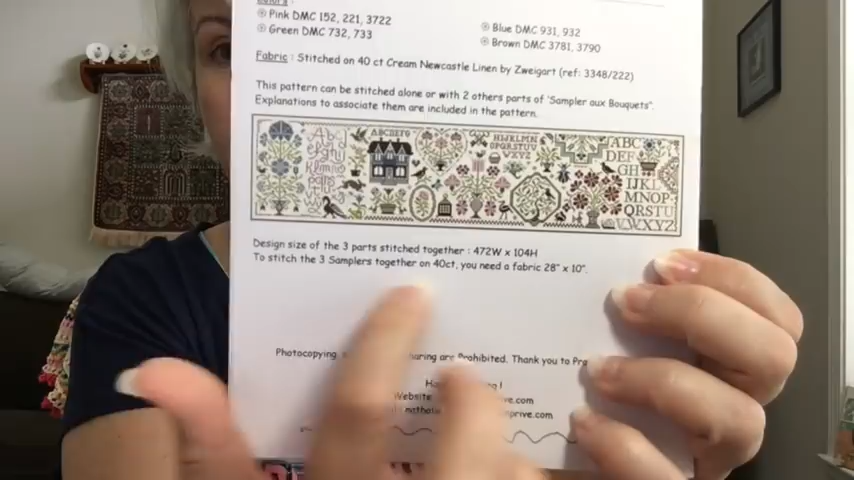 Pink DMC 152, 221, 3722
Green DMC 732, 733
Blue DMC 931, 932
Brown DMC 3781, 3790
Fabric : Stitched on 40 ct Cream Newcastle Linen by Zweigart (ref: 3348/222)
This pattern can be stitched alone or with 2 others parts of "Sampler aux Bouquets".
Explanations to associate them are included in the pattern.
ABCDEFG
HIJKLMN
OPQRSTUV
WXYZ
ABC
DEF
GH
IJKL
MNOP
QRSTU
VWXYZ
Design size of the 3 parts stitched together : 472W x 104H
To stitch the 3 Samplers together on 40ct, you need a fabric 28" x 10".
Photocopying, haring are Prohibited. Thank you to
Website